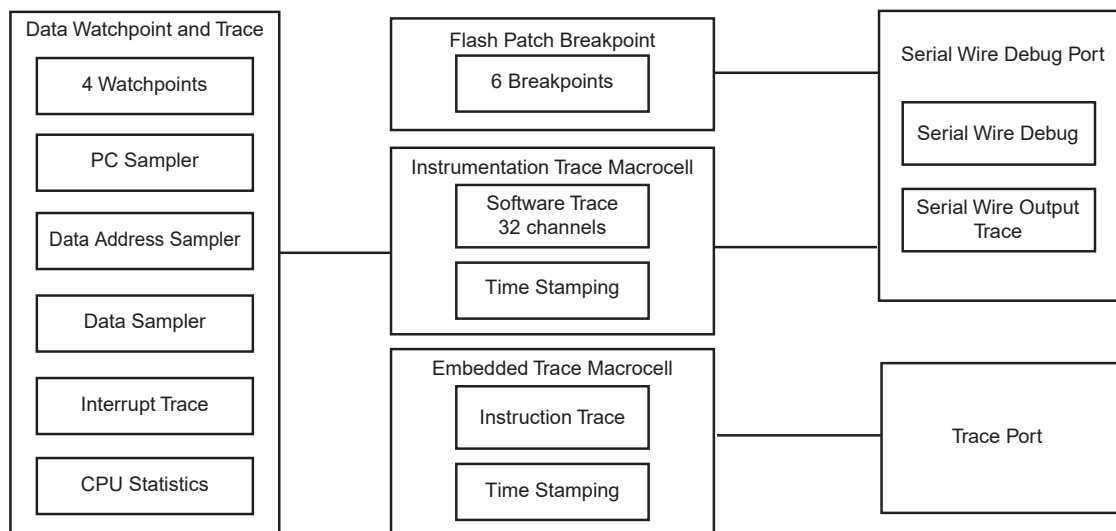 Data Watchpoint and Trace
4 Watchpoints
PC Sampler
Data Address Sampler
Data Sampler
Interrupt Trace
CPU Statistics
Flash Patch Breakpoint
6 Breakpoints
Instrumentation Trace Macrocell
Software Trace
32 channels
Time Stamping
Embedded Trace Macrocell
Instruction Trace
Time Stamping
Serial Wire Debug Port
Serial Wire Debug
Serial Wire Output
Trace
Trace Port